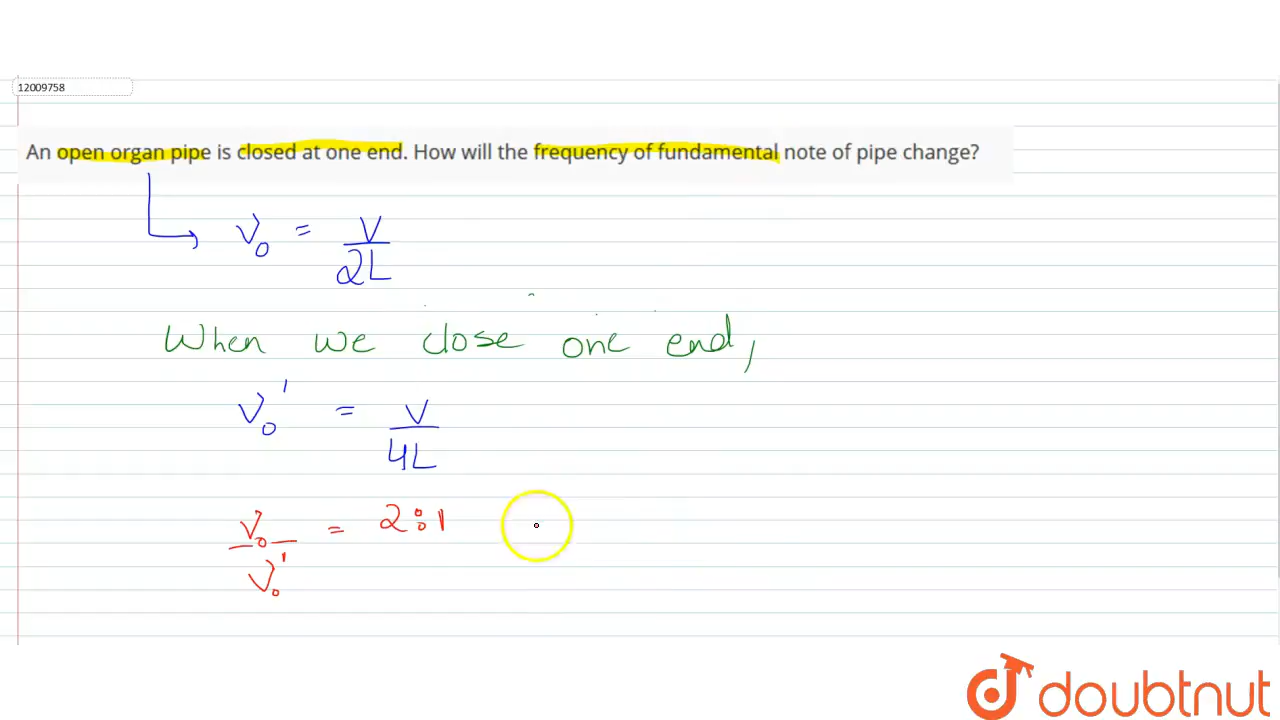 12009758
An open organ pipe is closed at one end. How will the frequency of fundamental note of pipe change?
ν₀ = V/2L
When we close one end,
ν₀' = V/4L
ν₀/ν₀' = 2:1
doubtnut